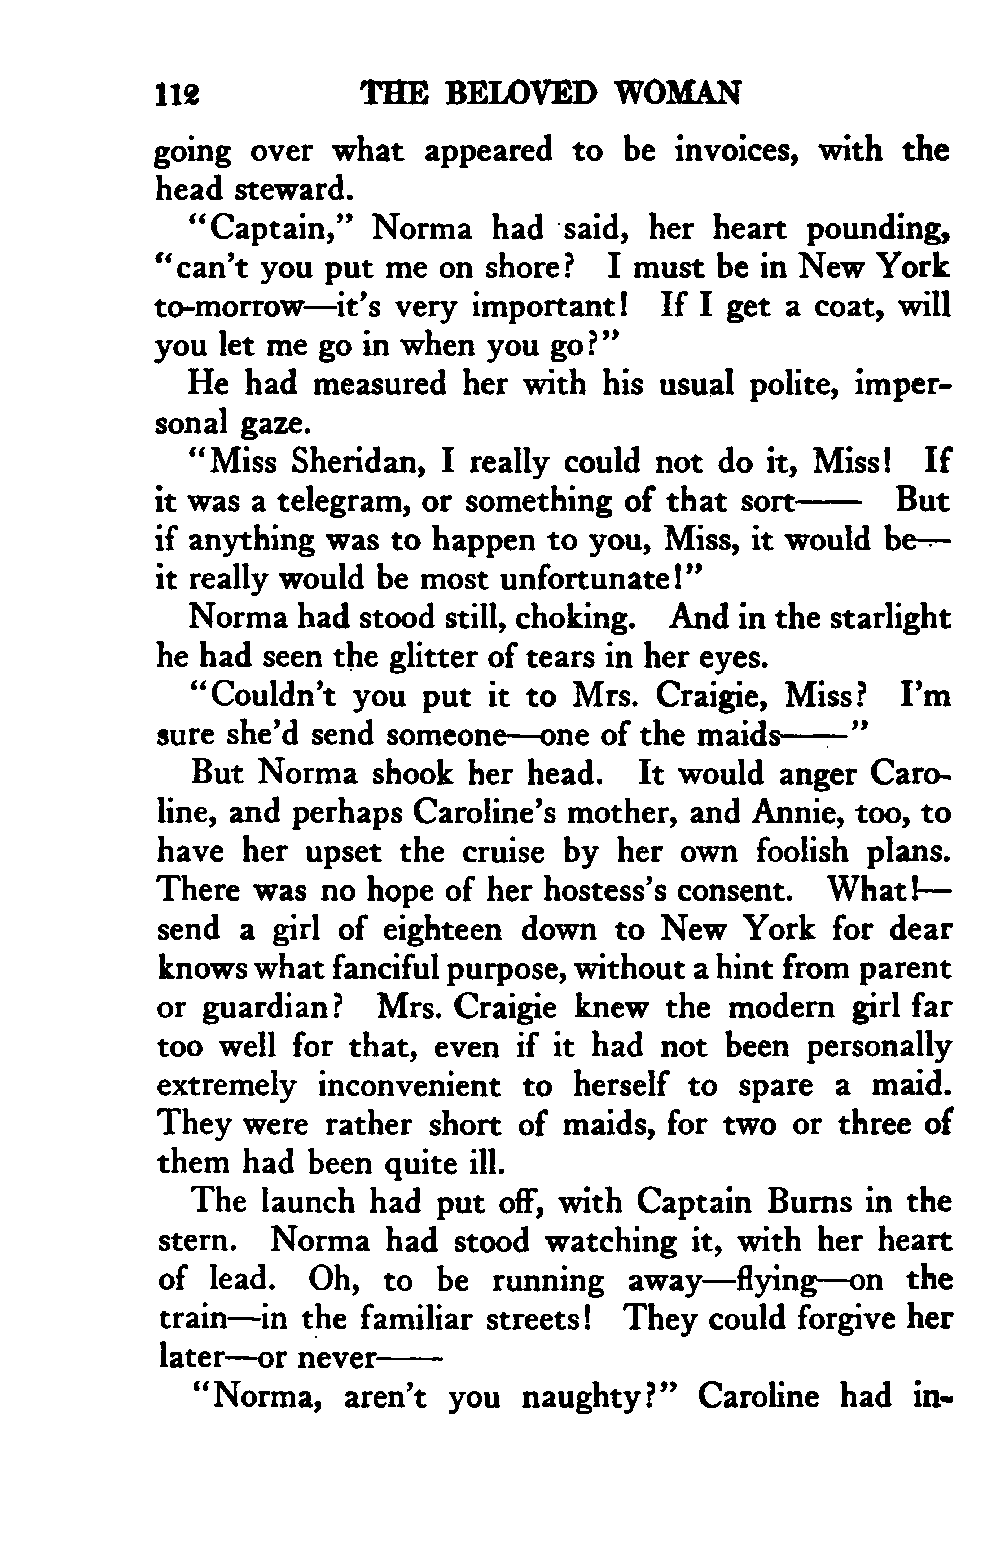 112 THE BELOVED WOMAN
going over what appeared to be invoices, with the
head steward.
“Captain,” Norma had said, her heart pounding,
“can’t you put me on shore? I must be in New York
to-morrow—it’s very important! If I get a coat, will
you let me go in when you go?”
He had measured her with his usual polite, imper-
sonal gaze.
“Miss Sheridan, I really could not do it, Miss! If
it was a telegram, or something of that sort—— But
if anything was to happen to you, Miss, it would be—
it really would be most unfortunate!”
Norma had stood still, choking. And in the starlight
he had seen the glitter of tears in her eyes.
“Couldn’t you put it to Mrs. Craigie, Miss? I’m
sure she’d send someone—one of the maids——”
But Norma shook her head. It would anger Caro-
line, and perhaps Caroline’s mother, and Annie, too, to
have her upset the cruise by her own foolish plans.
There was no hope of her hostess’s consent. What!—
send a girl of eighteen down to New York for dear
knows what fanciful purpose, without a hint from parent
or guardian? Mrs. Craigie knew the modern girl far
too well for that, even if it had not been personally
extremely inconvenient to herself to spare a maid.
They were rather short of maids, for two or three of
them had been quite ill.
The launch had put off, with Captain Burns in the
stern. Norma had stood watching it, with her heart
of lead. Oh, to be running away—flying—on the
train—in the familiar streets! They could forgive her
later—or never——
“Norma, aren’t you naughty?” Caroline had in-